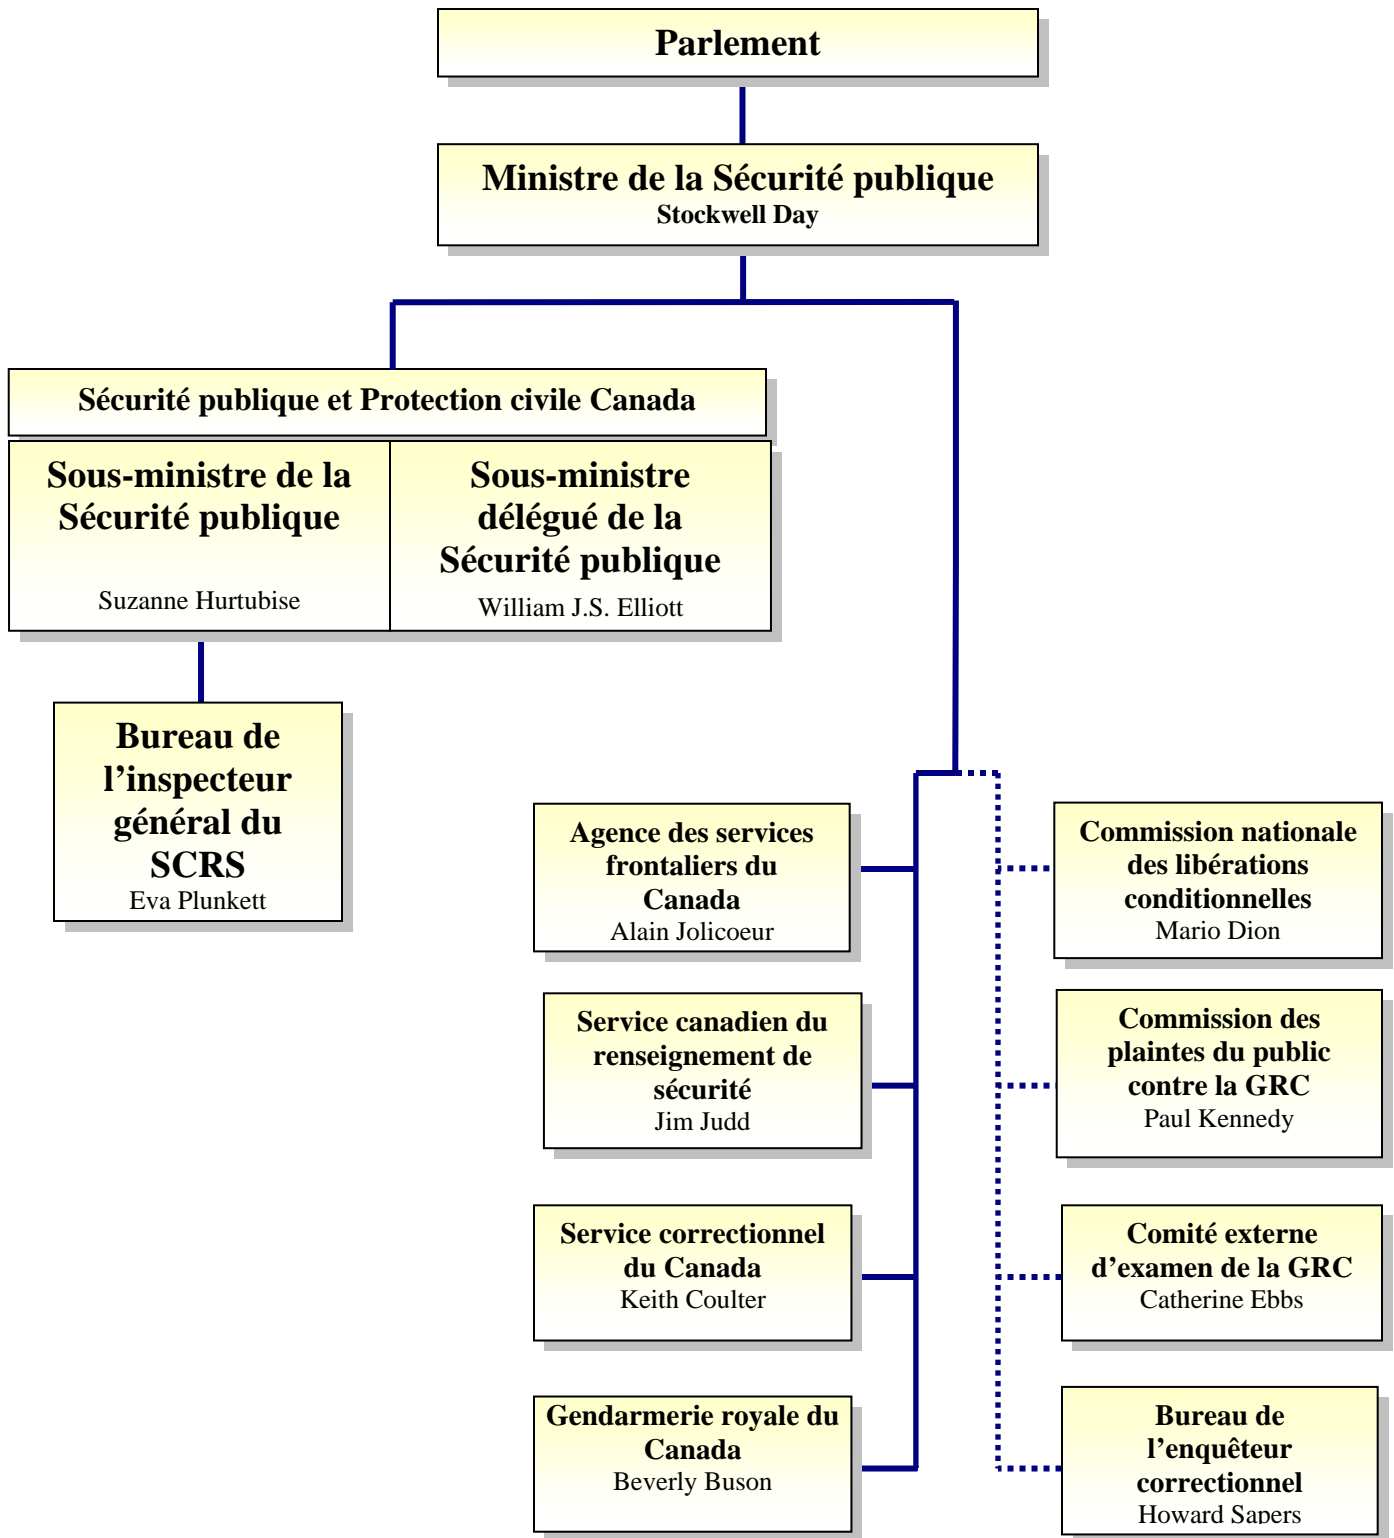 Parlement
Ministre de la Sécurité publique
Stockwell Day
Sécurité publique et Protection civile Canada
Sous-ministre de la
Sécurité publique
Suzanne Hurtubise
Sous-ministre
délégué de la
Sécurité publique
William J.S. Elliott
Bureau de
l’inspecteur
général du
SCRS
Eva Plunkett
Agence des services
frontaliers du
Canada
Alain Jolicoeur
Service canadien du
renseignement de
sécurité
Jim Judd
Service correctionnel
du Canada
Keith Coulter
Gendarmerie royale du
Canada
Beverly Buson
Commission nationale
des libérations
conditionnelles
Mario Dion
Commission des
plaintes du public
contre la GRC
Paul Kennedy
Comité externe
d’examen de la GRC
Catherine Ebbs
Bureau de
l’enquêteur
correctionnel
Howard Sapers